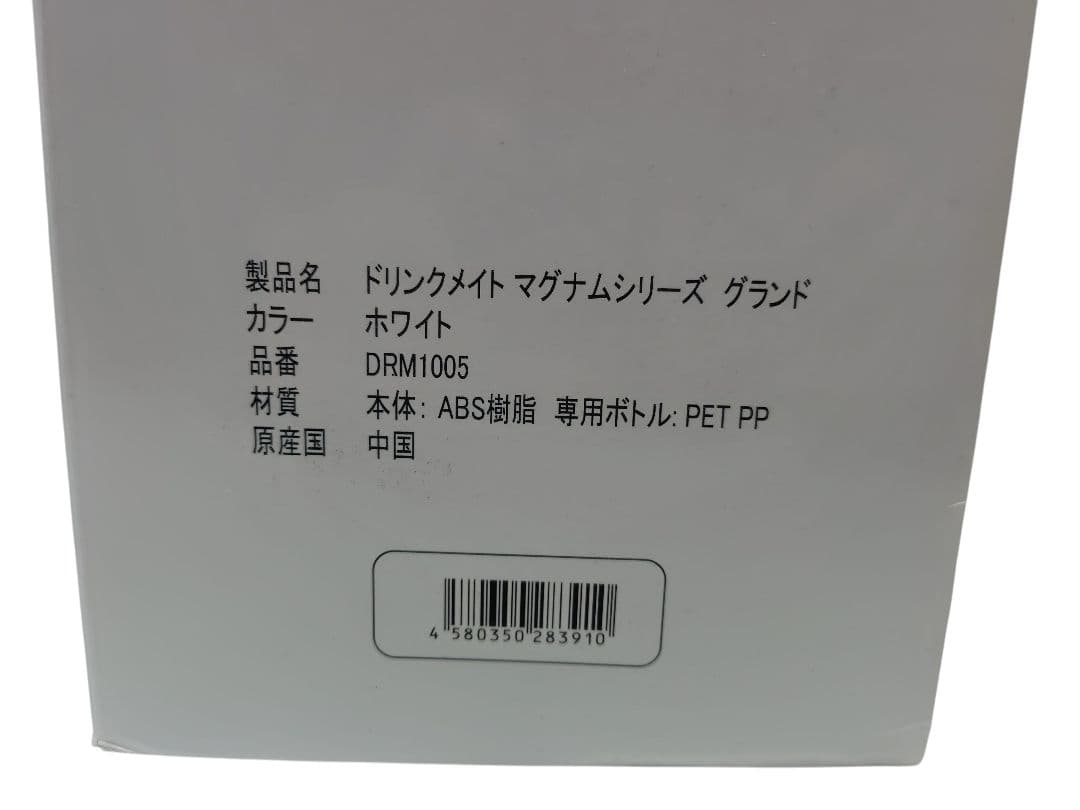 製品名 ドリンクメイト マグナムシリーズ グランド
カラー ホワイト
品番 DRM1005
材質 本体: ABS樹脂 専用ボトル: PET PP
原産国 中国
4 580350 283910